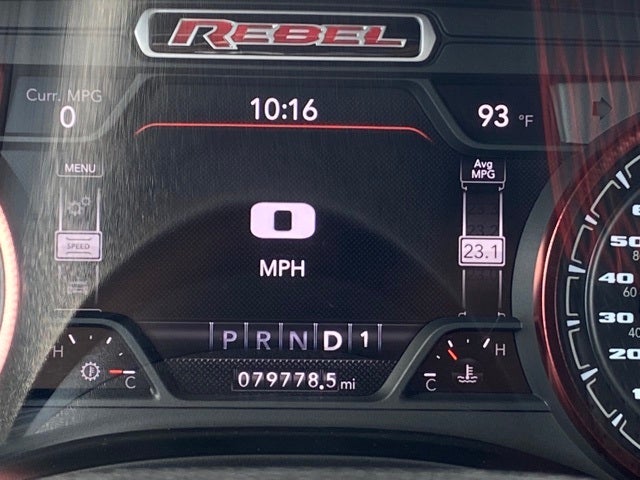 REBEL
Curr. MPG
0
10:16
93 °F
MENU
Avg
MPG
0
SPEED
23.1
MPH
50
40
60
30
40
20
P R N D 1
H
C
H
C
079778.5 mi